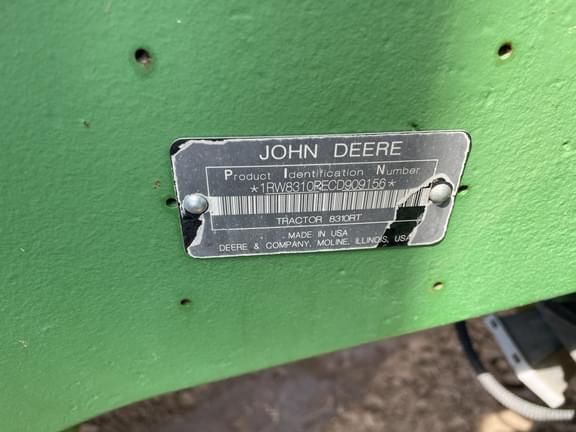 JOHN DEERE
Product Identification Number
*1RW8310RECD909156*
TRACTOR 8310RT
MADE IN USA
DEERE & COMPANY, MOLINE, ILLINOIS, USA